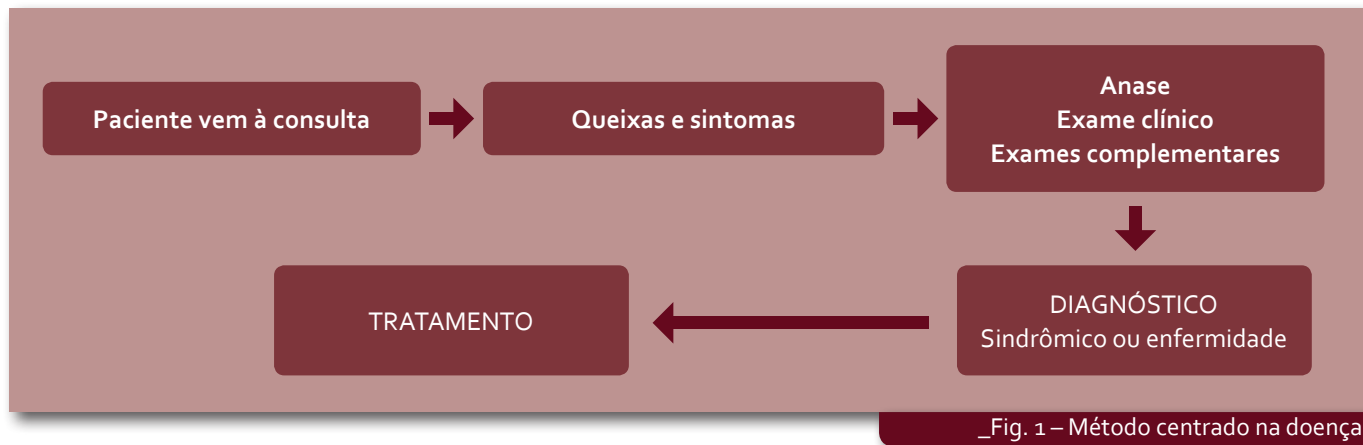 Paciente vem à consulta
Queixas e sintomas
Anase
Exame clínico
Exames complementares
DIAGNÓSTICO
Sindrômico ou enfermidade
TRATAMENTO
_Fig. 1 – Método centrado na doença